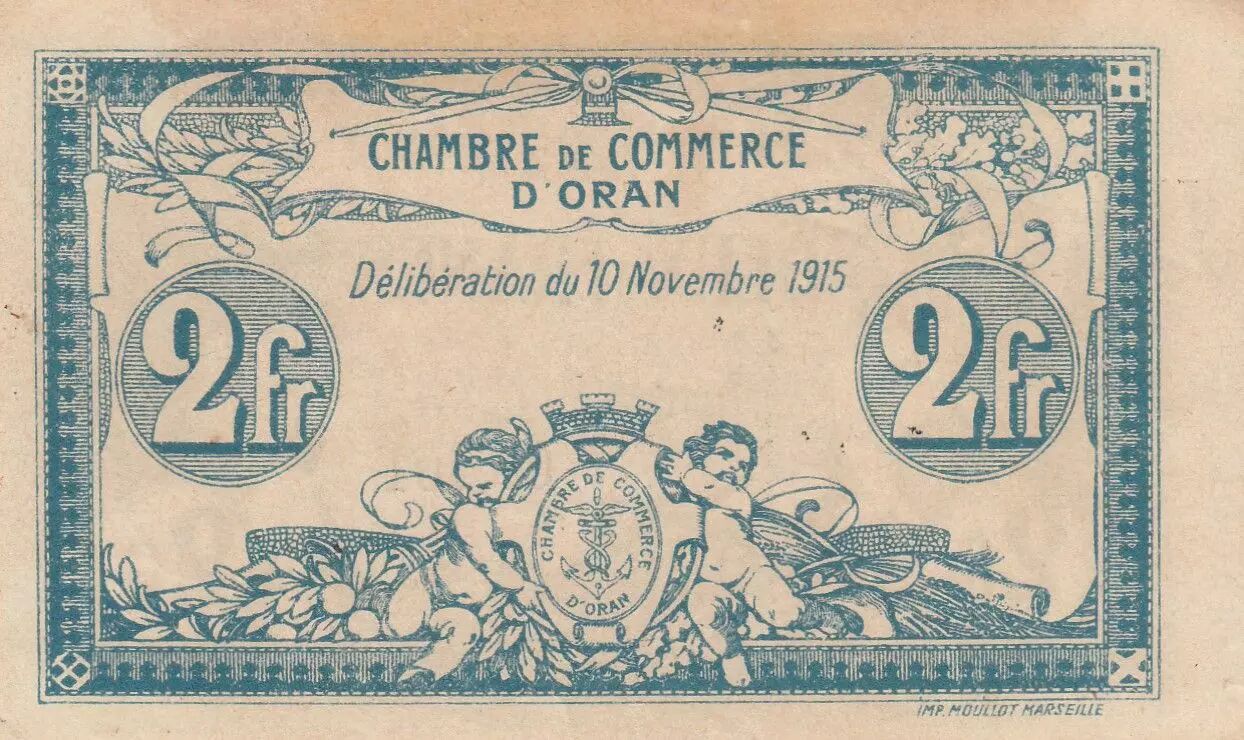 CHAMBRE DE COMMERCE
D'ORAN
Délibération du 10 Novembre 1915
2fr
2fr
CHAMBRE DE COMMERCE
D'ORAN
IMP. MOULLOT MARSEILLE